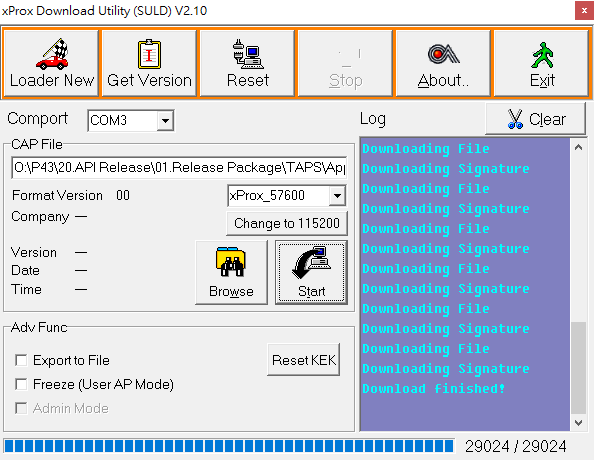 xProx Download Utility (SULD) V2.10
Loader New
Get Version
Reset
Stop
About..
Exit
Comport
COM3
Log
Clear
CAP File
O:\P43\20.API Release\01.Release Package\TAPS\App
Format Version 00
xProx_57600
Company —
Change to 115200
Version —
Date —
Time —
Browse
Start
Adv Func
Export to File
Reset KEK
Freeze (User AP Mode)
Admin Mode
Downloading File
Downloading Signature
Downloading File
Downloading Signature
Downloading File
Downloading Signature
Downloading File
Downloading Signature
Downloading File
Downloading Signature
Downloading File
Downloading Signature
Download finished!
29024 / 29024